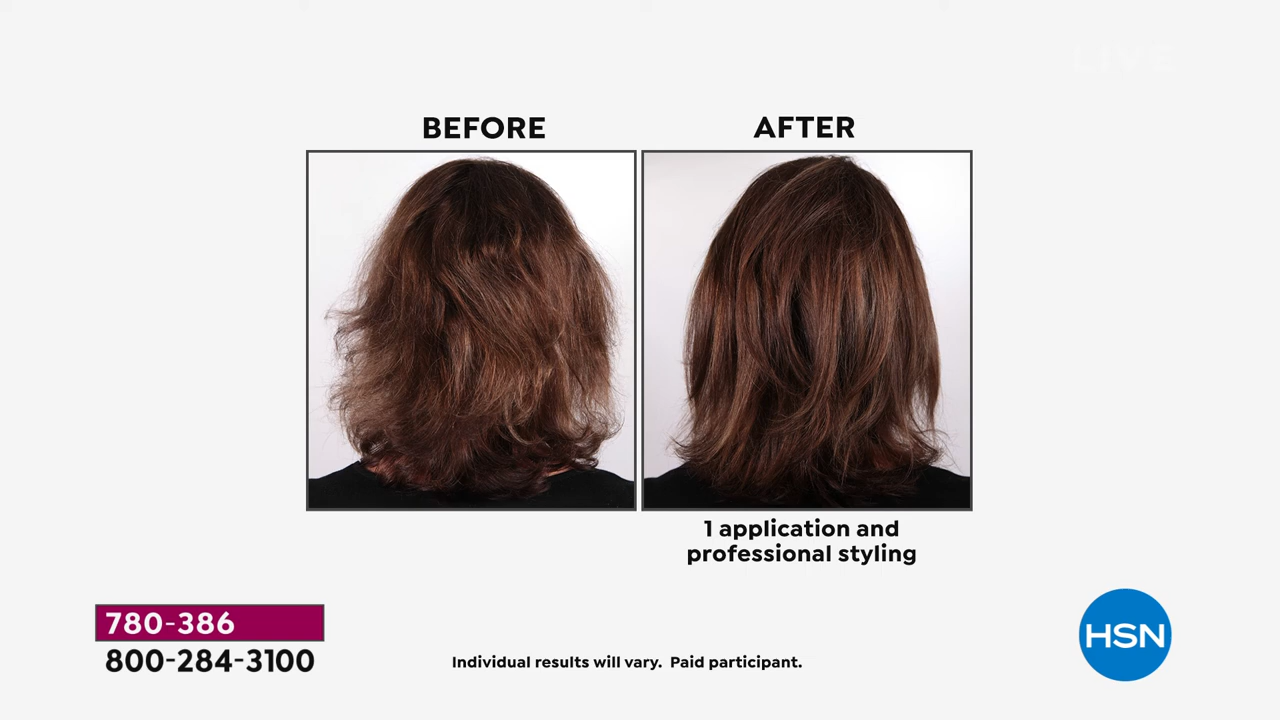 LIVE
BEFORE
AFTER
1 application and
professional styling
780-386
800-284-3100
Individual results will vary.  Paid participant.
HSN